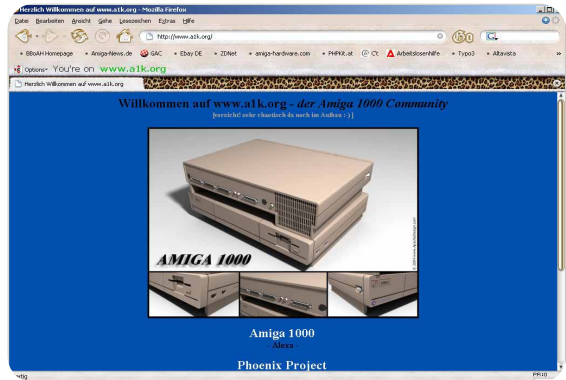 Herzlich Willkommen auf www.a1k.org - Mozilla Firefox
Datei Bearbeiten Ansicht Gehe Lesezeichen Extras Hilfe
http://www.a1k.org/
Go
BBoAH Homepage Amiga-News.de GAC Ebay DE ZDNet amiga-hardware.com PHPKit.at C't Arbeitslosenhilfe Typo3 Altavista »
Options You're on www.a1k.org
Herzlich Willkommen auf www.a1k.org
Willkommen auf www.a1k.org - der Amiga 1000 Community
[vorsicht! sehr chaotisch da noch im Aufbau :-) ]
AMIGA 1000
Amiga 1000
- Alexa -
Phoenix Project